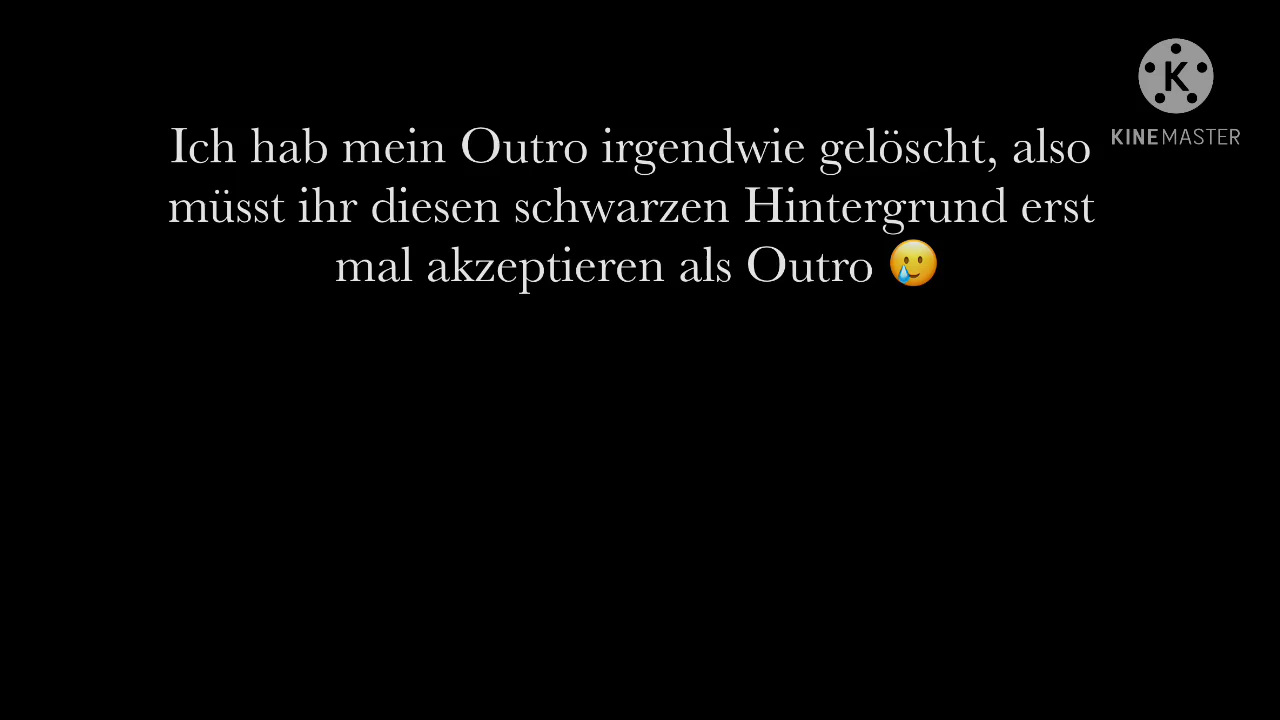 Ich hab mein Outro irgendwie gelöscht, also
müsst ihr diesen schwarzen Hintergrund erst
mal akzeptieren als Outro 🥲
K
KINEMASTER